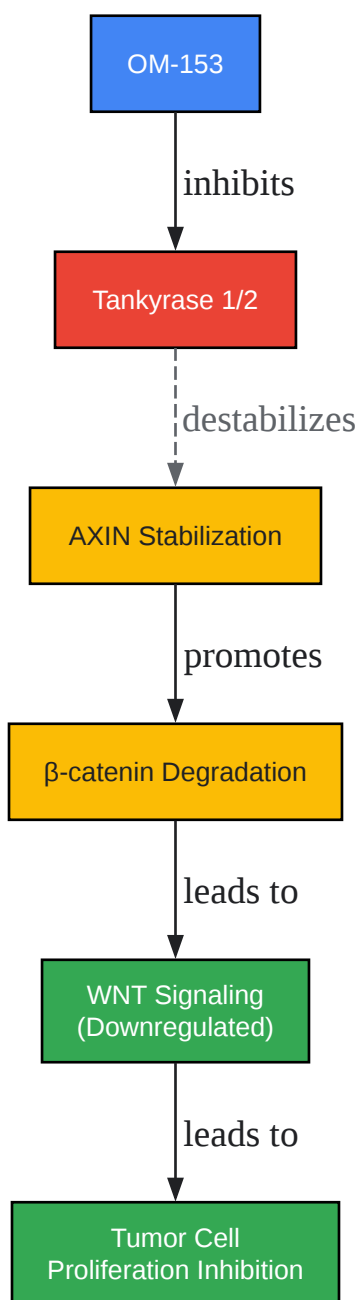 OM-153
inhibits
Tankyrase 1/2
destabilizes
AXIN Stabilization
promotes
β-catenin Degradation
leads to
WNT Signaling
(Downregulated)
leads to
Tumor Cell
Proliferation Inhibition